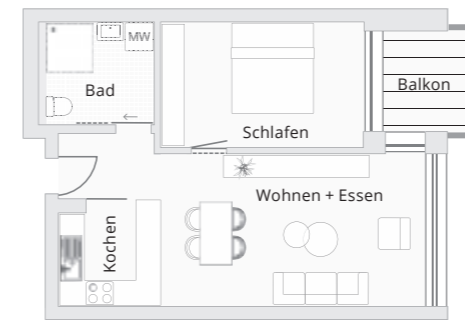 MW
Bad
Balkon
Schlafen
Wohnen + Essen
Kochen